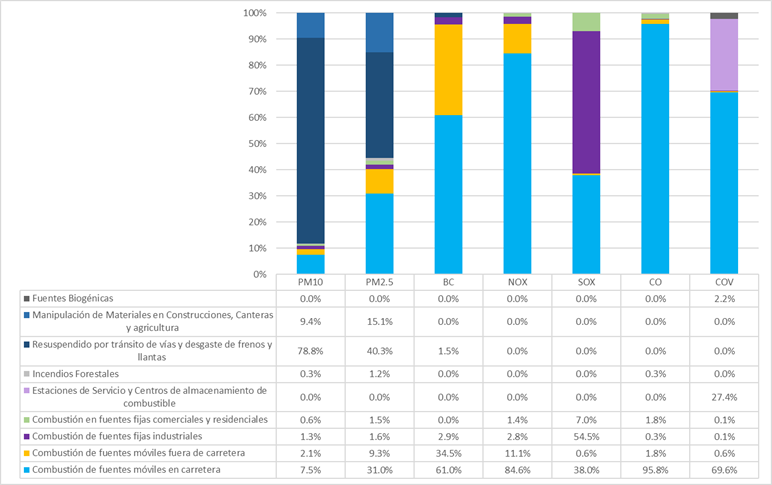 100%
90%
80%
70%
60%
50%
40%
30%
20%
10%
0%
PM10 PM2.5 BC NOX SOX CO COV
Fuentes Biogénicas 0.0% 0.0% 0.0% 0.0% 0.0% 0.0% 2.2%
Manipulación de Materiales en Construcciones, Canteras
y agricultura 9.4% 15.1% 0.0% 0.0% 0.0% 0.0% 0.0%
Resuspendido por tránsito de vías y desgaste de frenos y
llantas 78.8% 40.3% 1.5% 0.0% 0.0% 0.0% 0.0%
Incendios Forestales 0.3% 1.2% 0.0% 0.0% 0.0% 0.3% 0.0%
Estaciones de Servicio y Centros de almacenamiento de
combustible 0.0% 0.0% 0.0% 0.0% 0.0% 0.0% 27.4%
Combustión en fuentes fijas comerciales y residenciales 0.6% 1.5% 0.0% 1.4% 7.0% 1.8% 0.1%
Combustión de fuentes fijas industriales 1.3% 1.6% 2.9% 2.8% 54.5% 0.3% 0.1%
Combustión de fuentes móviles fuera de carretera 2.1% 9.3% 34.5% 11.1% 0.6% 1.8% 0.6%
Combustión de fuentes móviles en carretera 7.5% 31.0% 61.0% 84.6% 38.0% 95.8% 69.6%